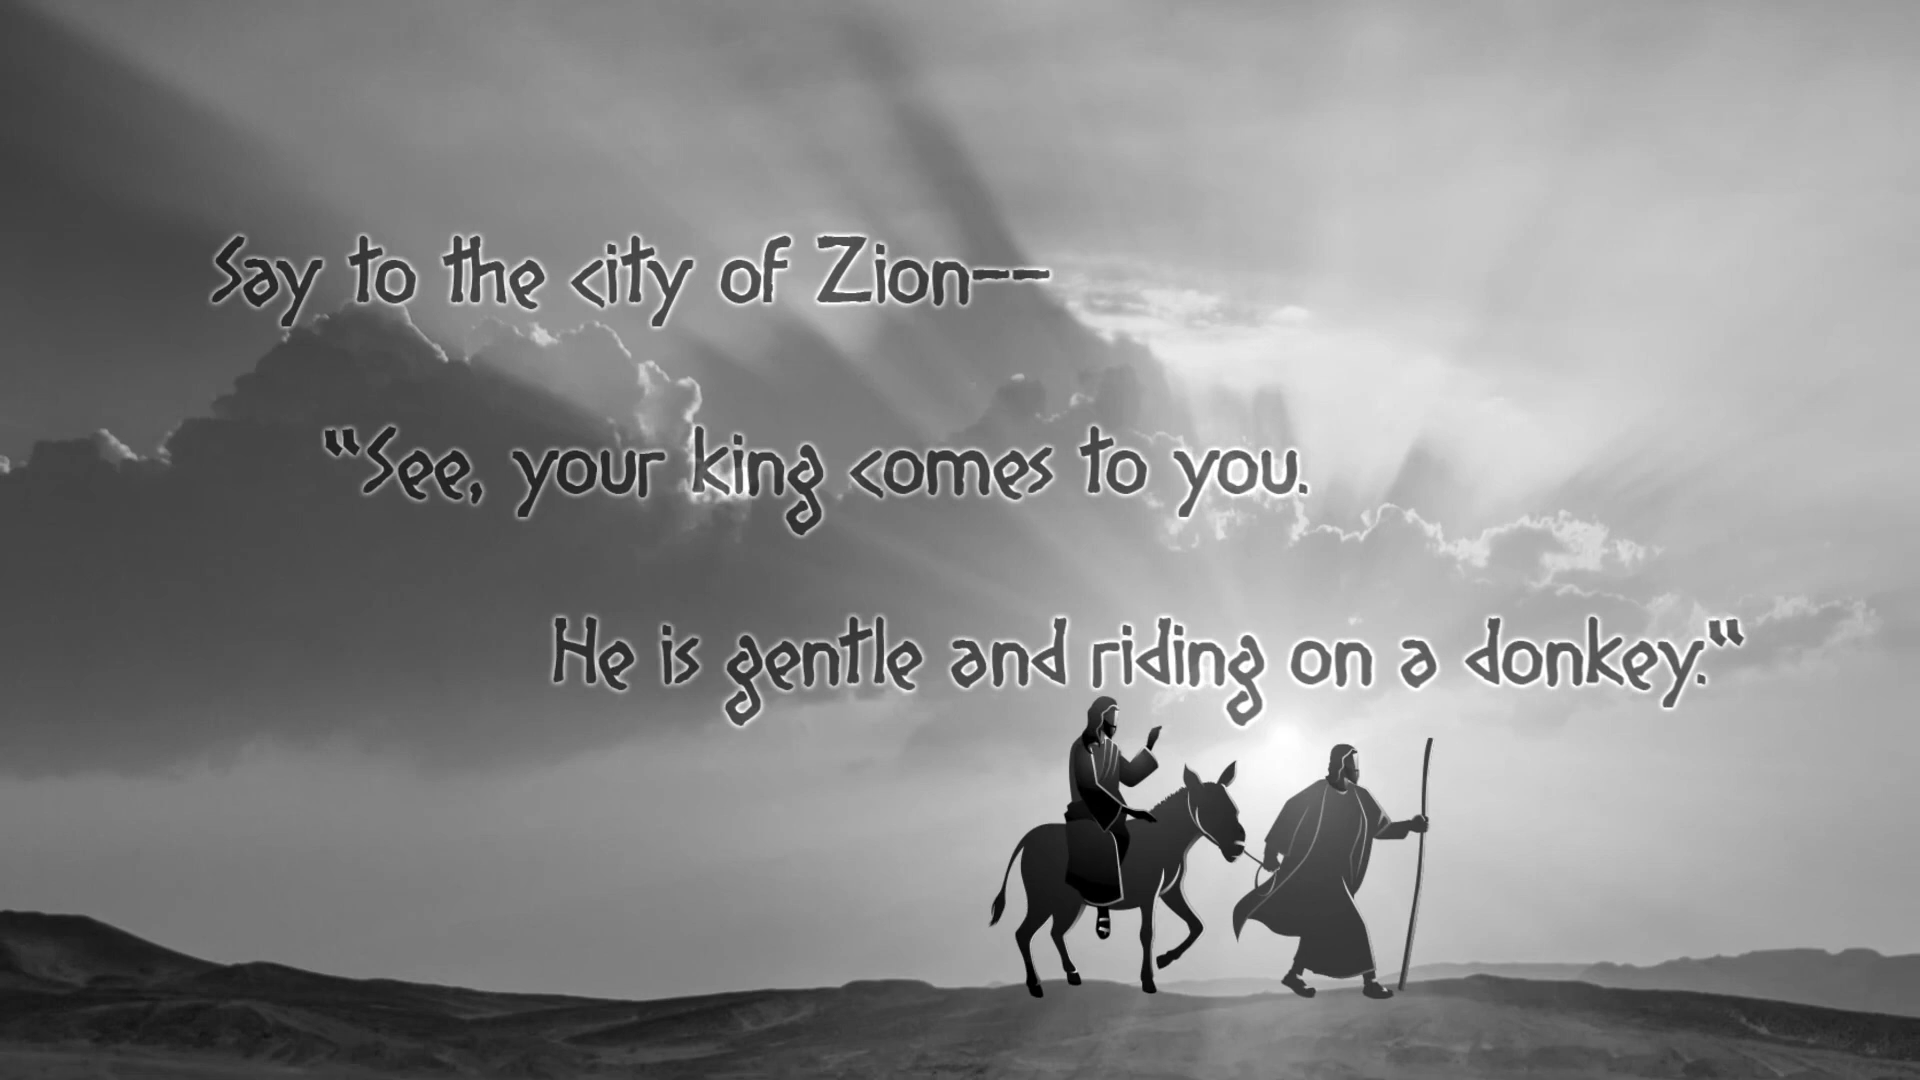 Say to the city of Zion--
"See, your king comes to you.
He is gentle and riding on a donkey."